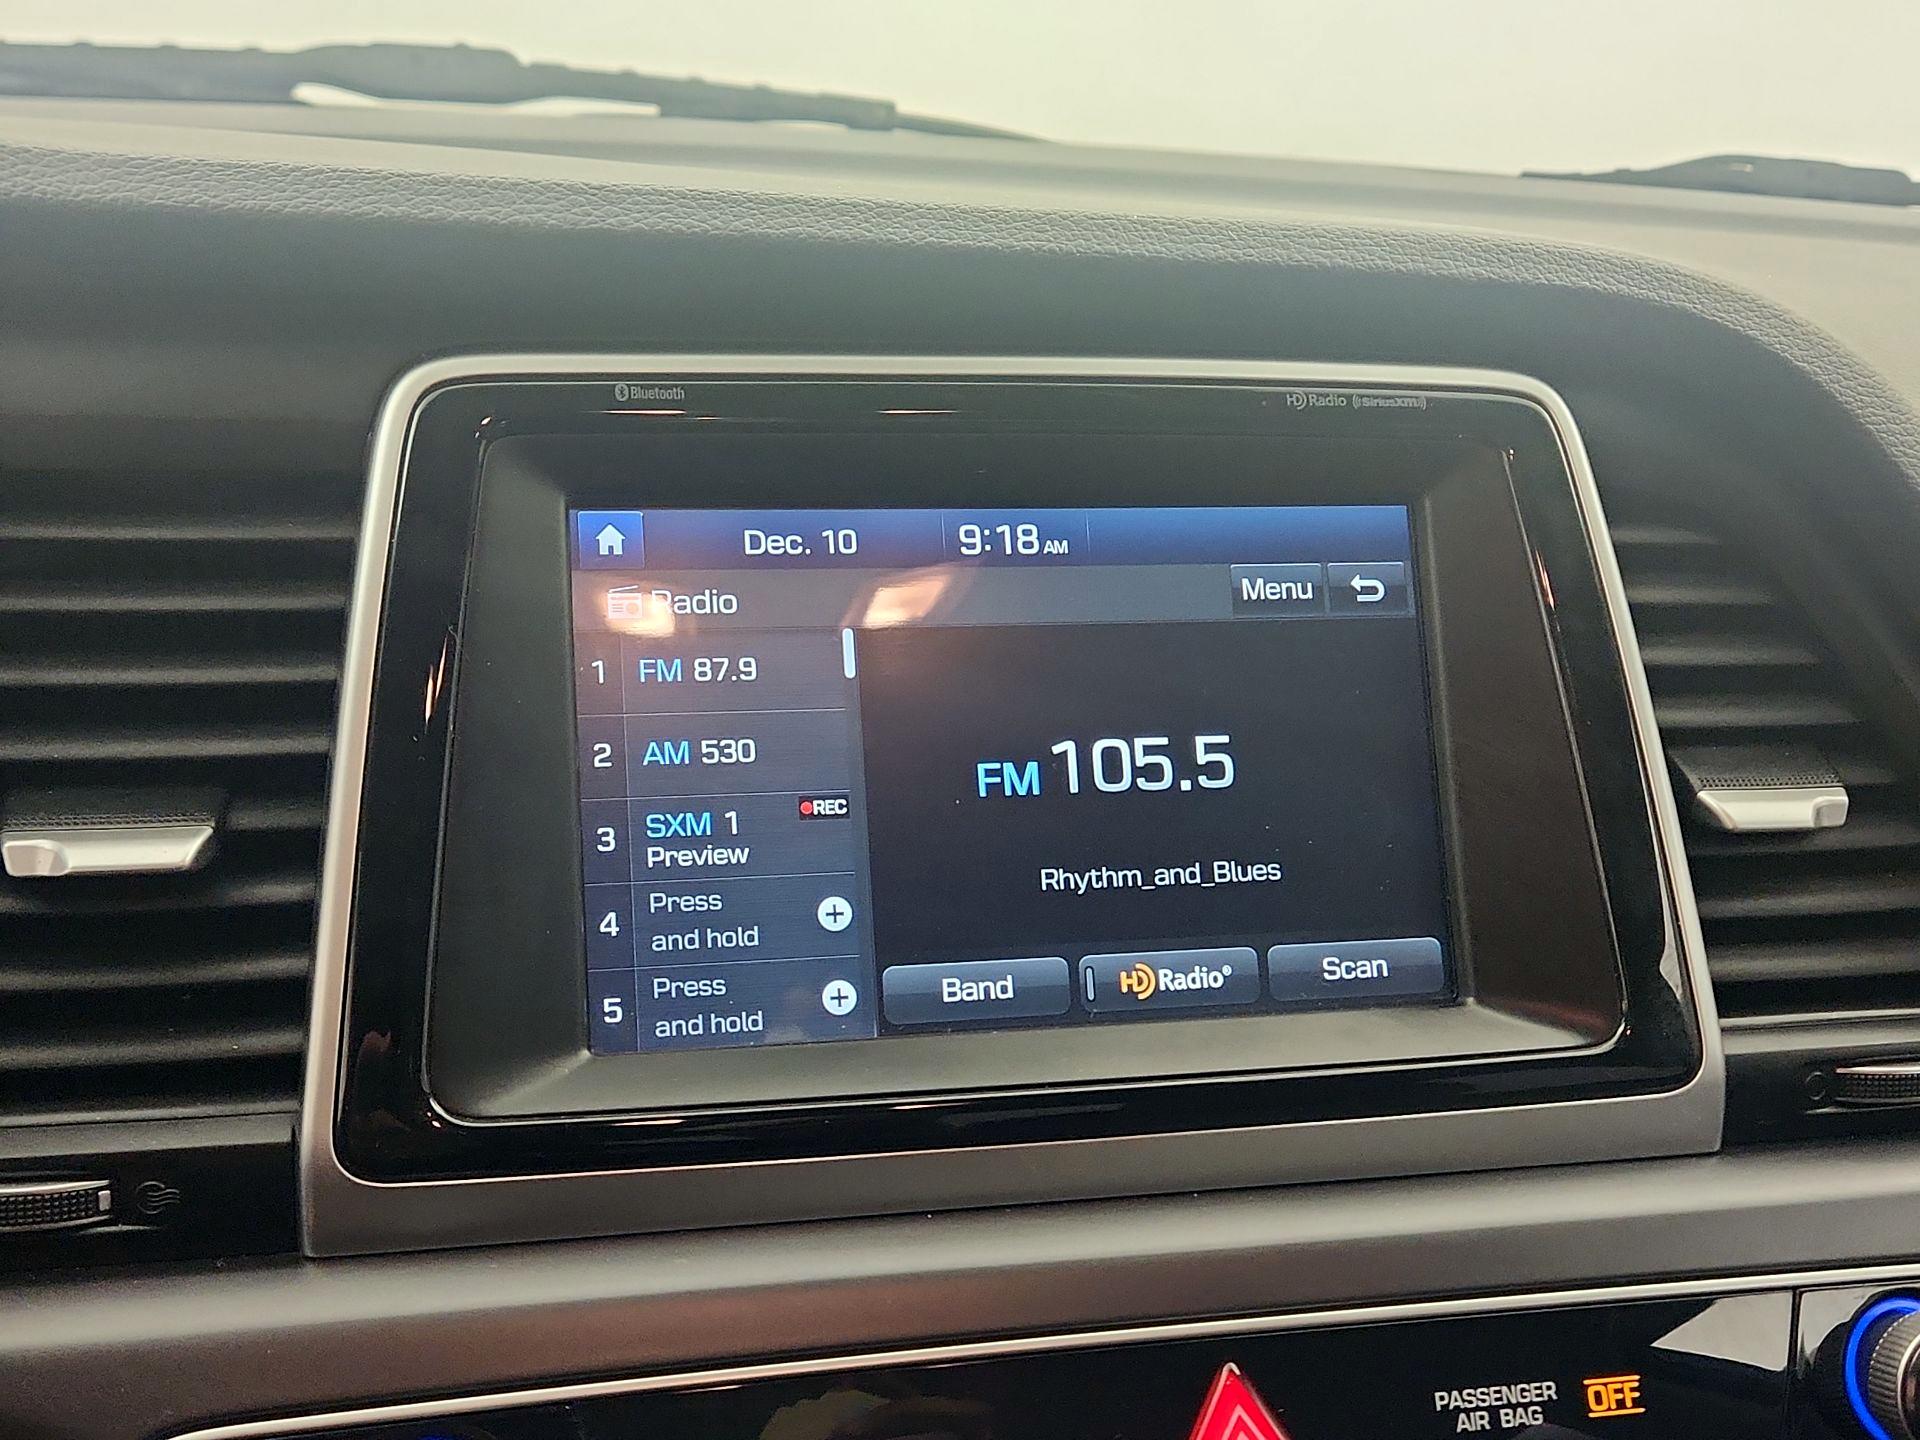 Bluetooth
HD Radio ((SiriusXM))
Dec. 10 9:18 AM
Radio
Menu
1 FM 87.9
2 AM 530
3 SXM 1 REC
Preview
4 Press
and hold
5 Press
and hold
FM 105.5
Rhythm_and_Blues
Band
HD Radio®
Scan
PASSENGER
AIR BAG
OFF